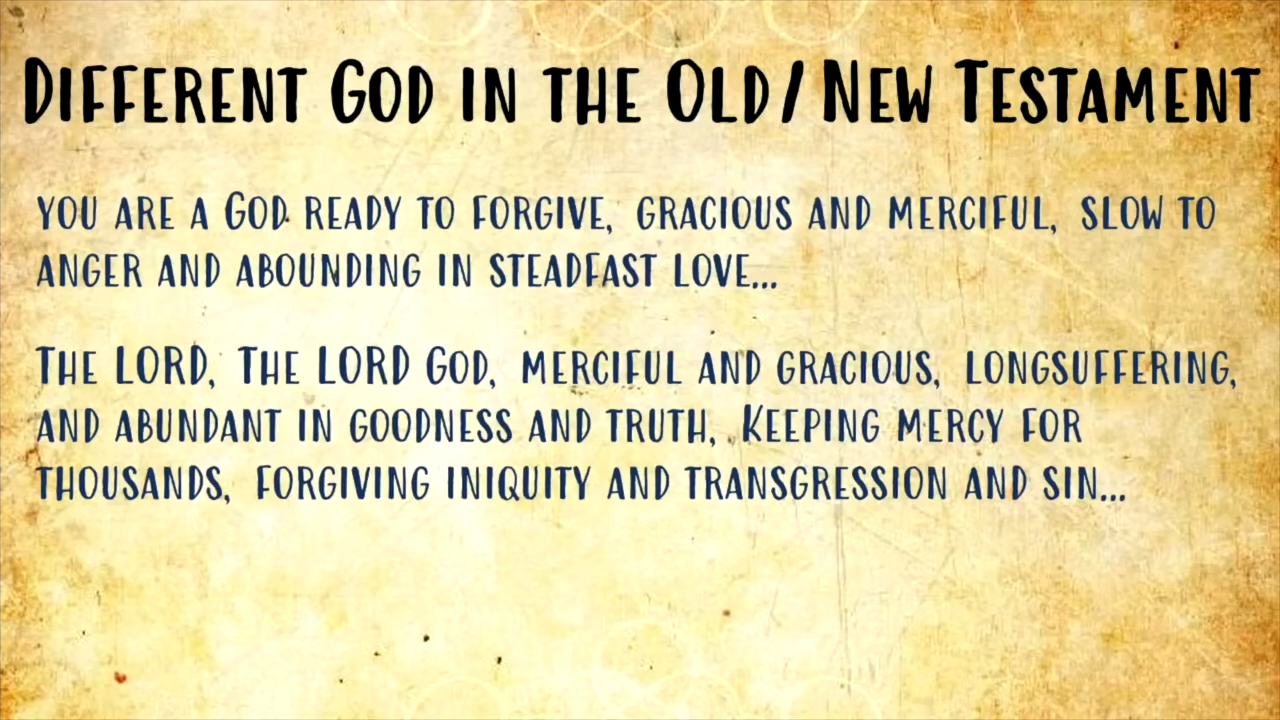 Different God in the Old/ New Testament
you are a God ready to forgive, gracious and merciful, slow to
anger and abounding in steadfast love...
The LORD, The LORD God, merciful and gracious, longsuffering,
and abundant in goodness and truth, Keeping mercy for
thousands, forgiving iniquity and transgression and sin...